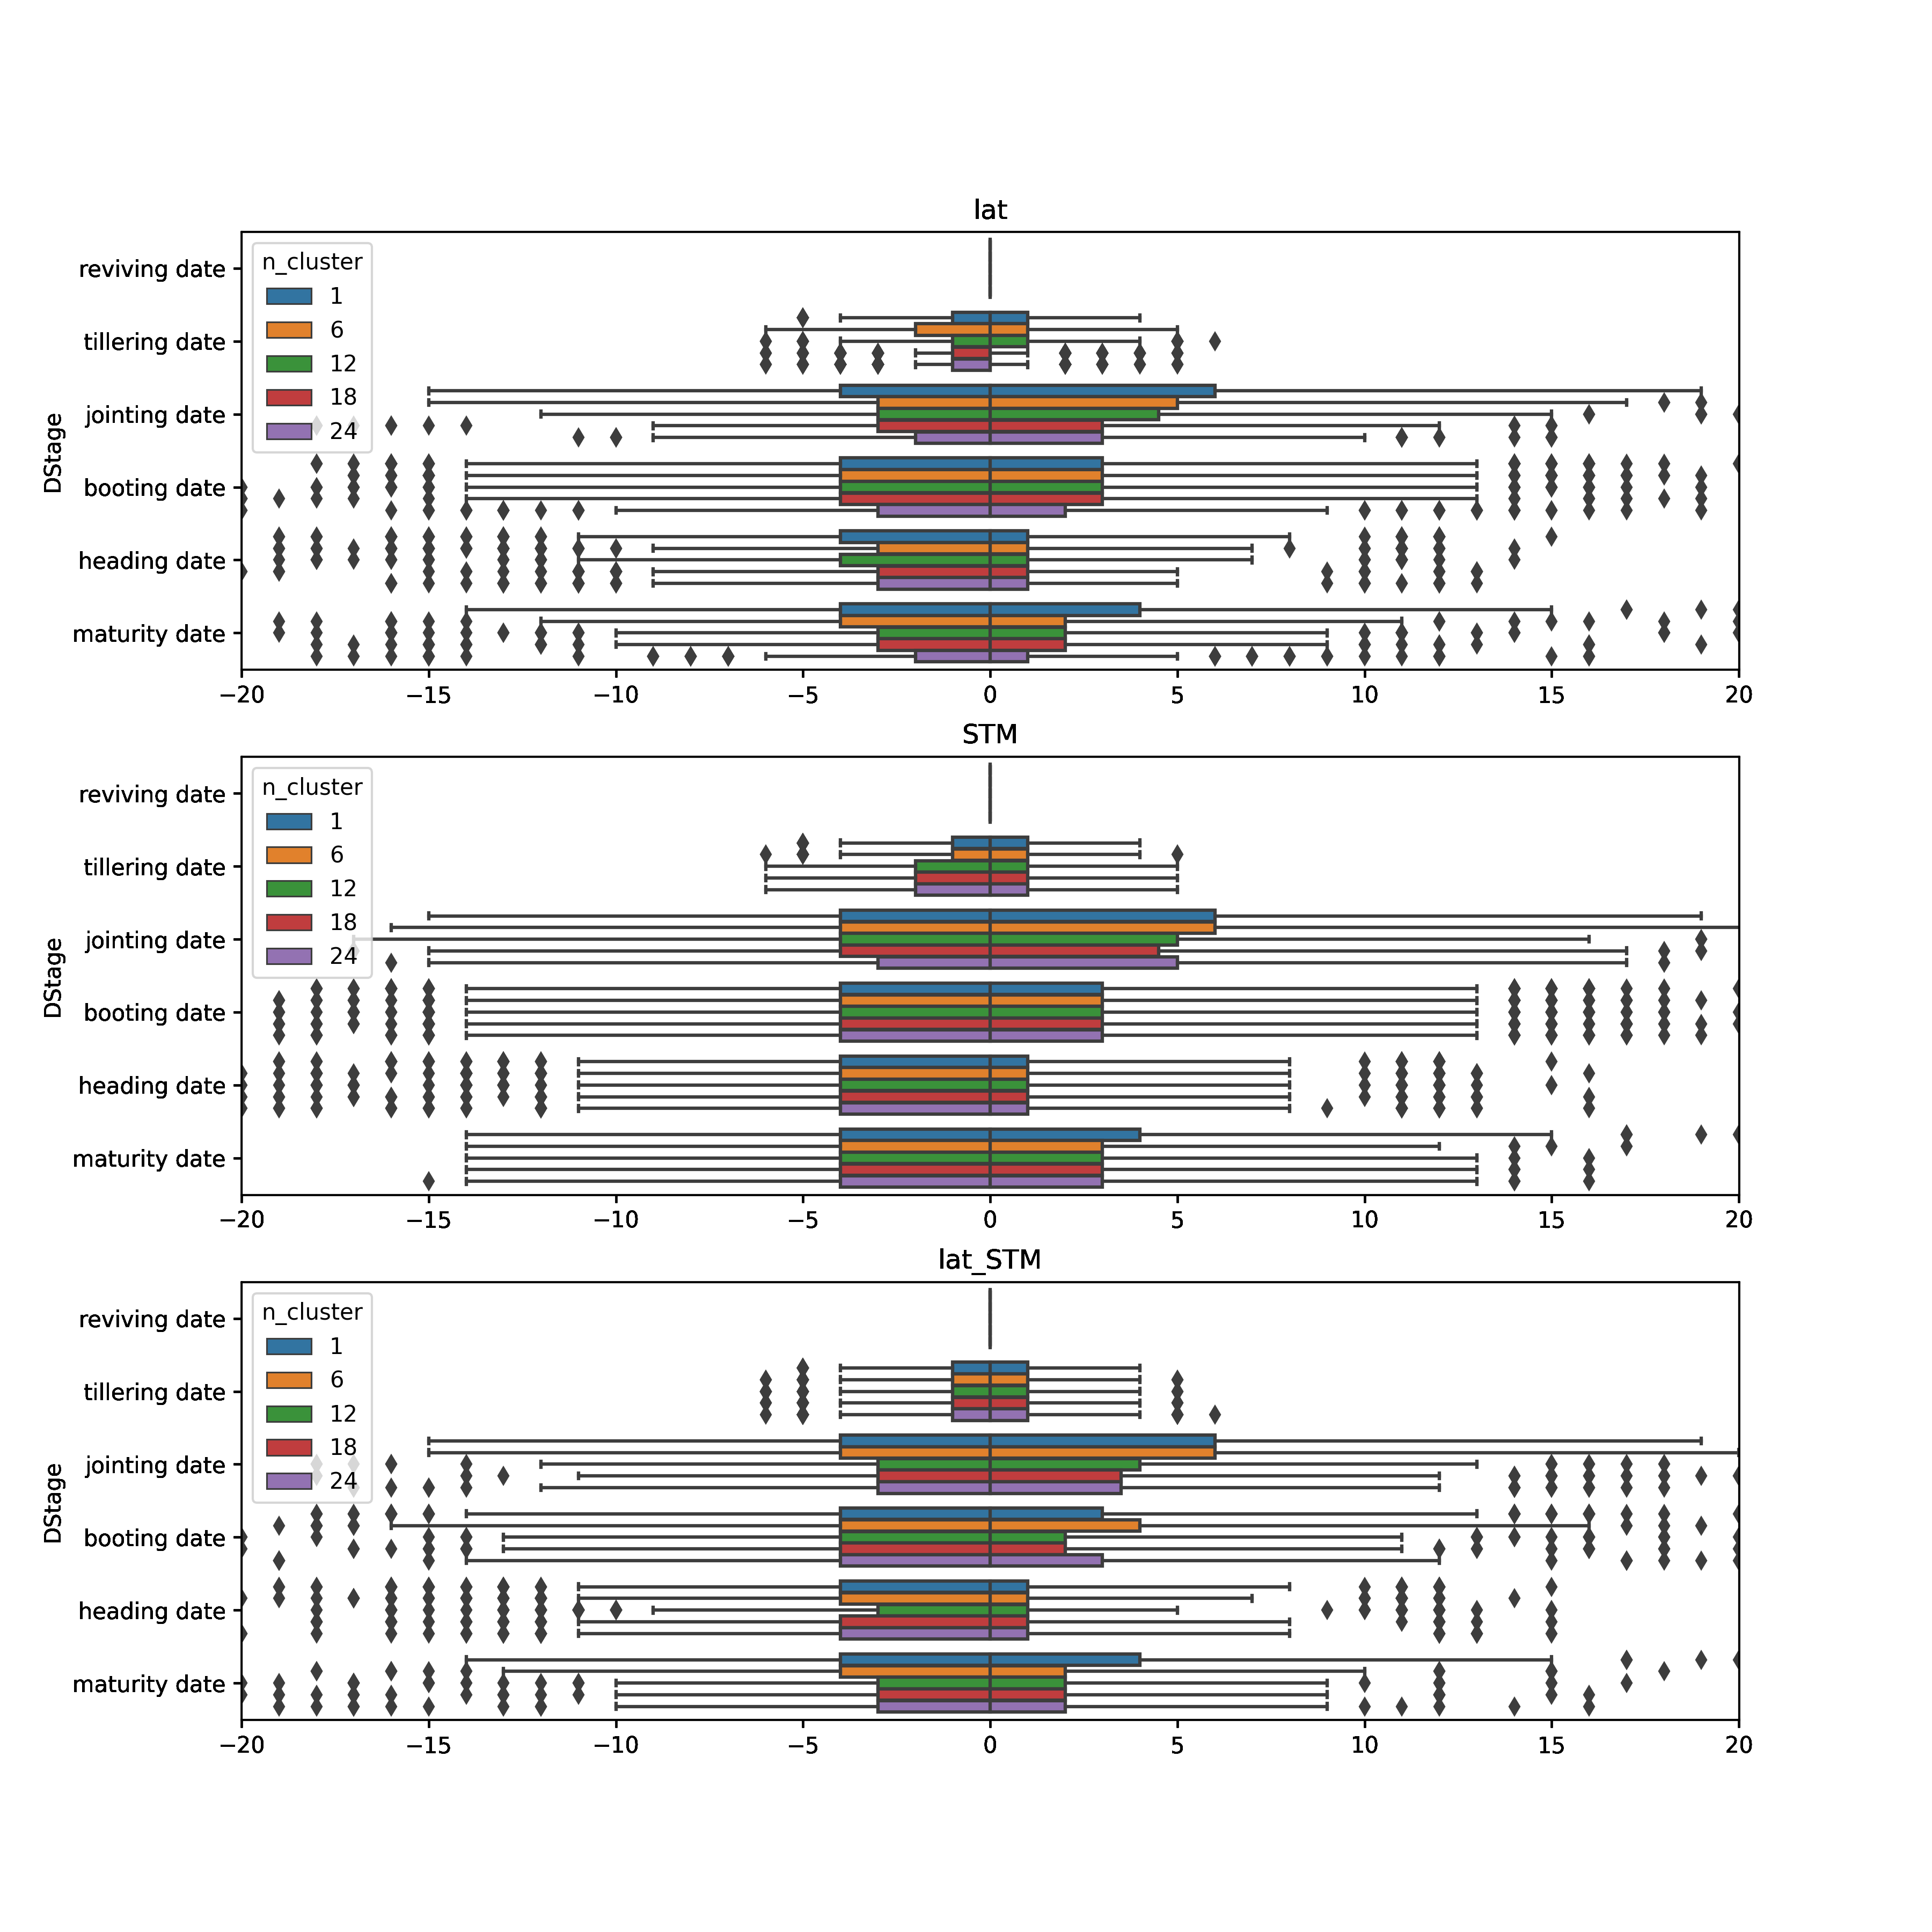 lat
n_cluster
1
6
12
18
24
DStage
reviving date
tillering date
jointing date
booting date
heading date
maturity date
−20 −15 −10 −5 0 5 10 15 20
STM
n_cluster
1
6
12
18
24
DStage
reviving date
tillering date
jointing date
booting date
heading date
maturity date
−20 −15 −10 −5 0 5 10 15 20
lat_STM
n_cluster
1
6
12
18
24
DStage
reviving date
tillering date
jointing date
booting date
heading date
maturity date
−20 −15 −10 −5 0 5 10 15 20